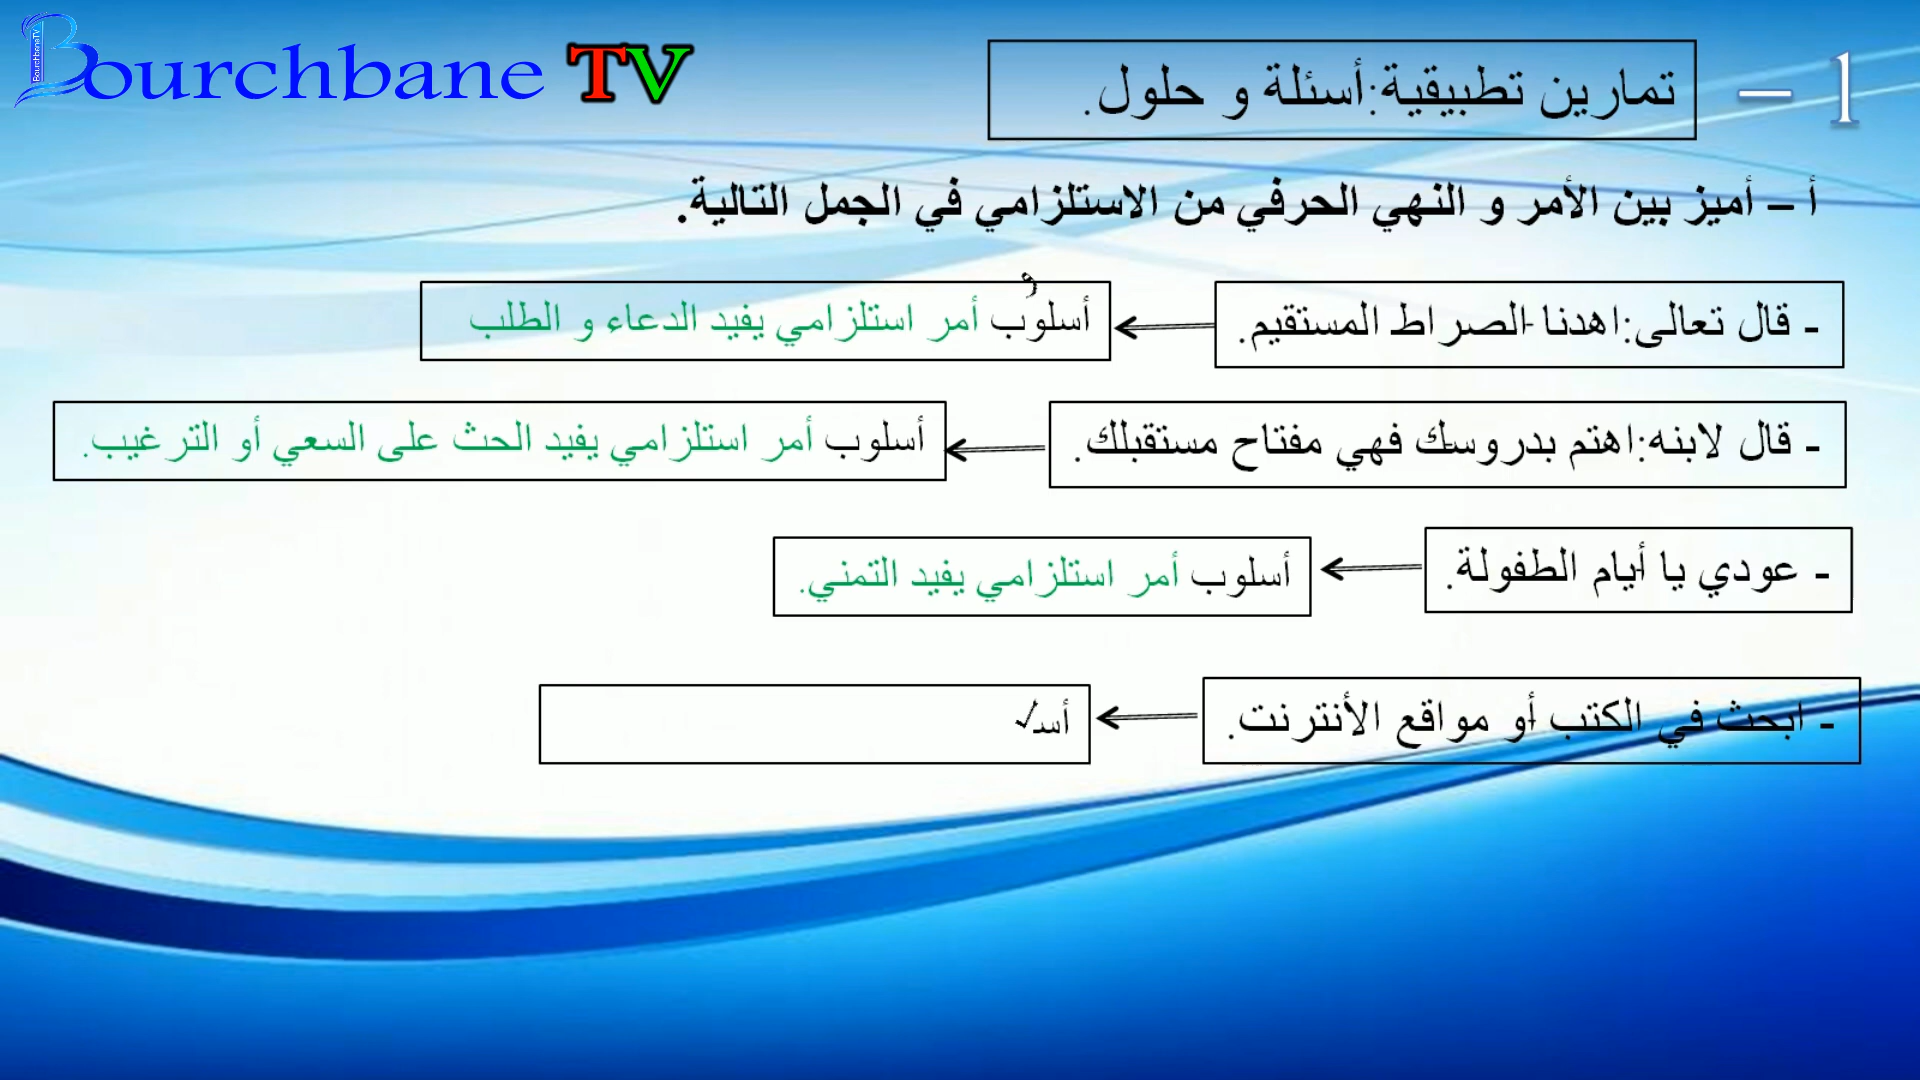 Bourchbane TV
1 –
تمارين تطبيقية:أسئلة و حلول.
أ – أميز بين الأمر و النهي الحرفي من الاستلزامي في الجمل التالية.
- قال تعالى:اهدنا الصراط المستقيم.
أسلوب أمر استلزامي يفيد الدعاء و الطلب
- قال لابنه:اهتم بدروسك فهي مفتاح مستقبلك.
أسلوب أمر استلزامي يفيد الحث على السعي أو الترغيب.
- عودي يا أيام الطفولة.
أسلوب أمر استلزامي يفيد التمني.
- ابحث في الكتب أو مواقع الأنترنت.
أسـ